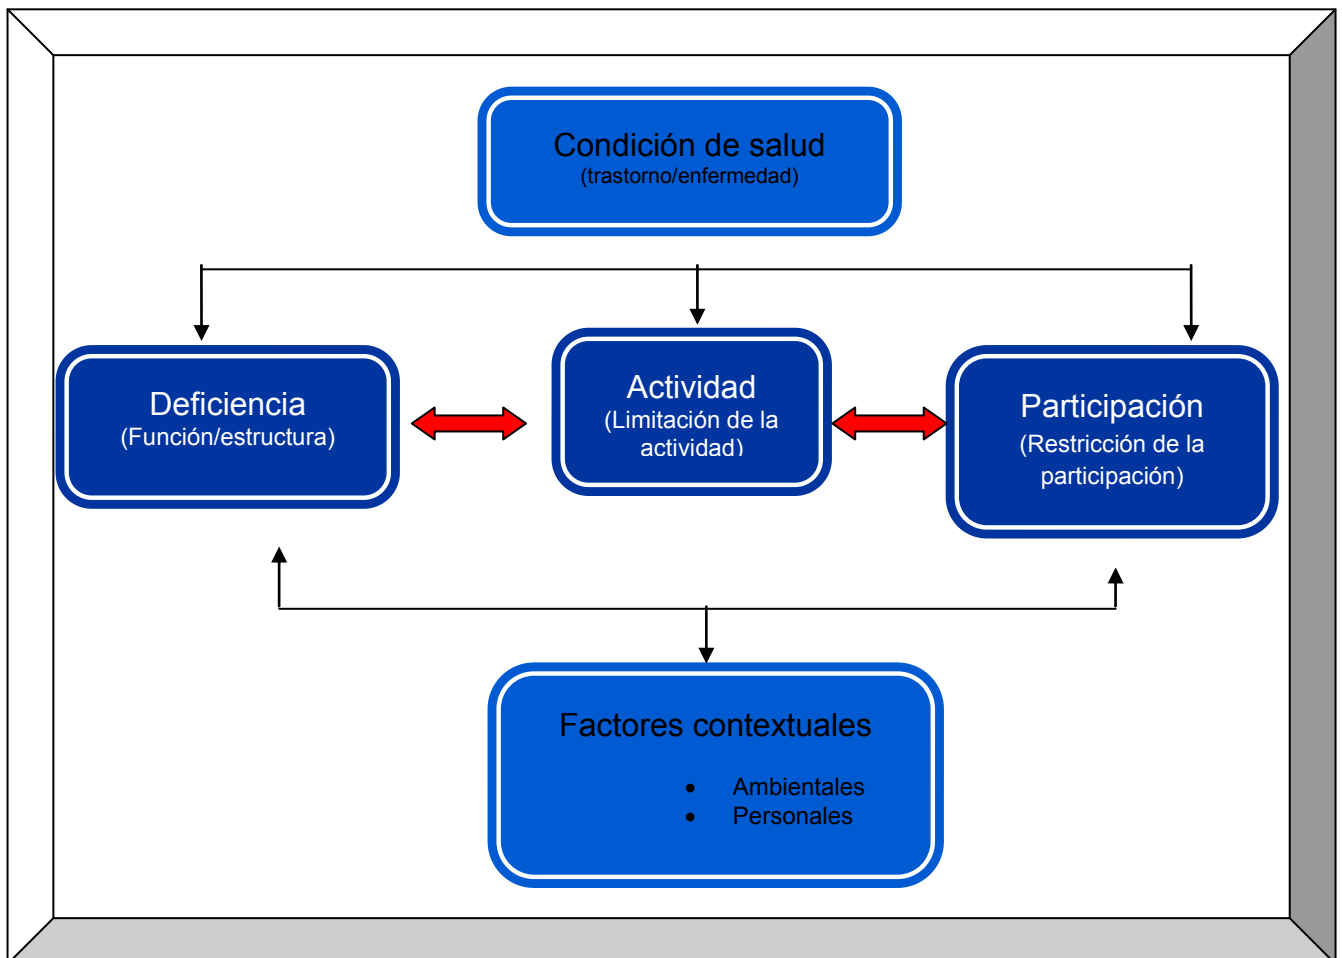 Condición de salud
(trastorno/enfermedad)
Deficiencia
(Función/estructura)
Actividad
(Limitación de la
actividad)
Participación
(Restricción de la
participación)
Factores contextuales
• Ambientales
• Personales